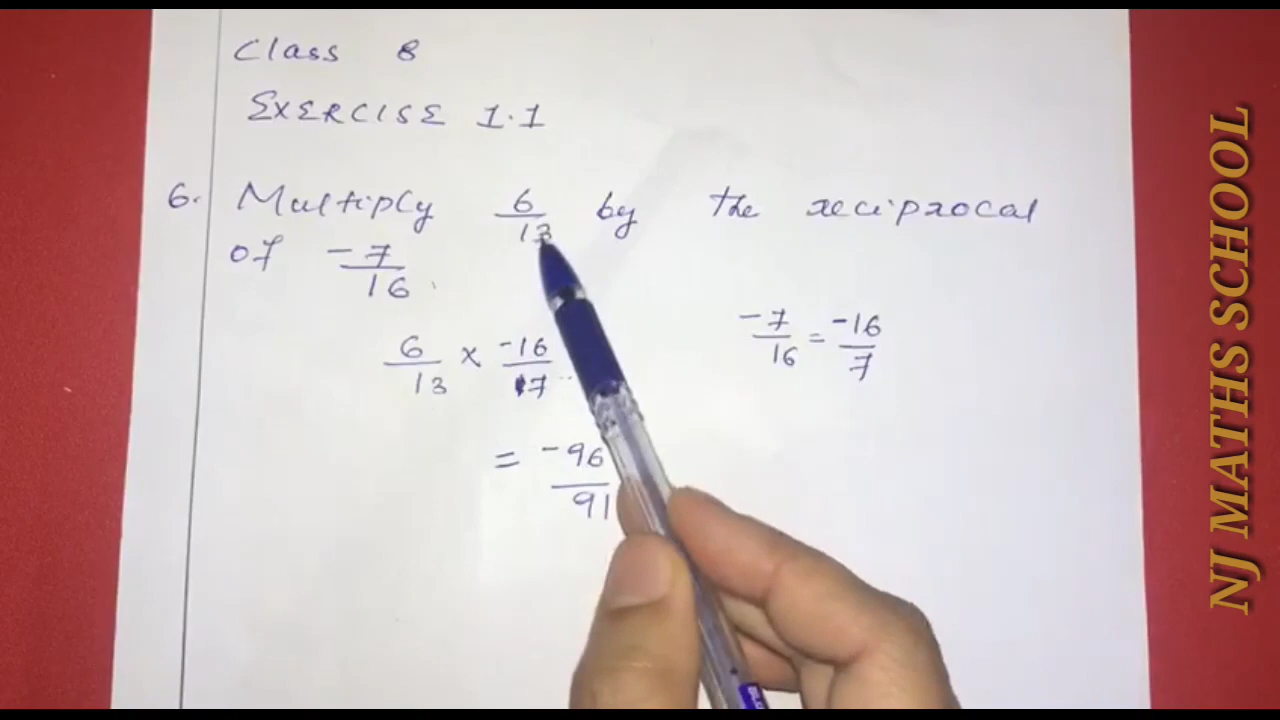 Class 8
EXERCISE 1.1
6. Multiply 6/13 by the reciprocal
of -7/16.
-7/16 = -16/7
6/13 × -16/7
= -96/91
NJ MATHS SCHOOL